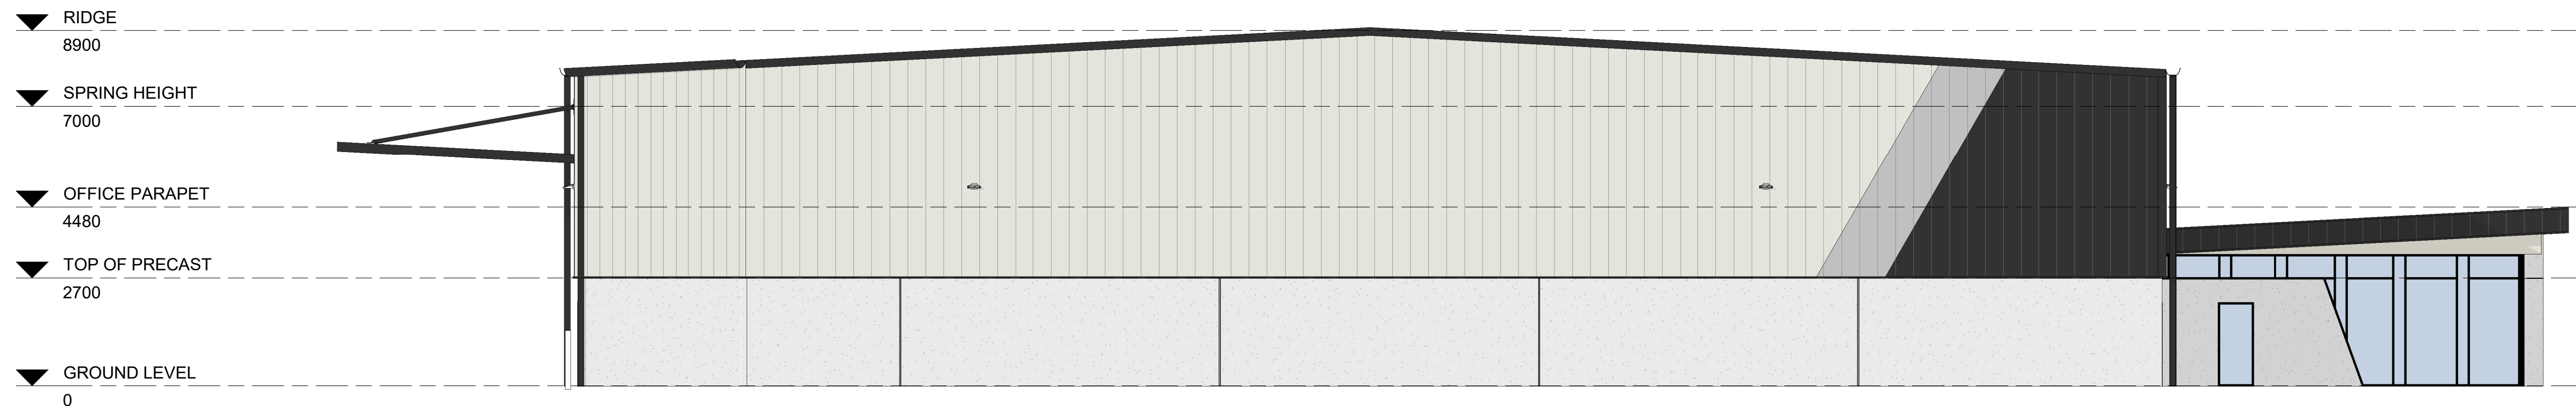 RIDGE
8900
SPRING HEIGHT
7000
OFFICE PARAPET
4480
TOP OF PRECAST
2700
GROUND LEVEL
0